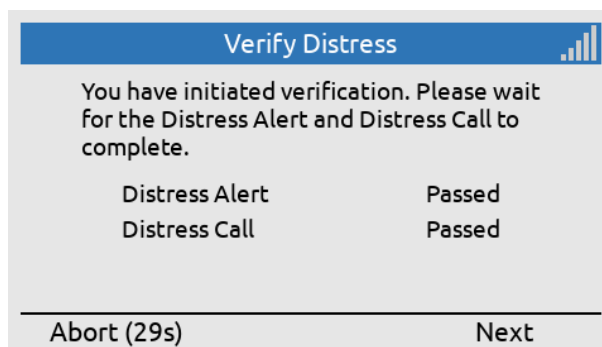 Verify Distress
You have initiated verification. Please wait
for the Distress Alert and Distress Call to
complete.
Distress Alert Passed
Distress Call Passed
Abort (29s) Next